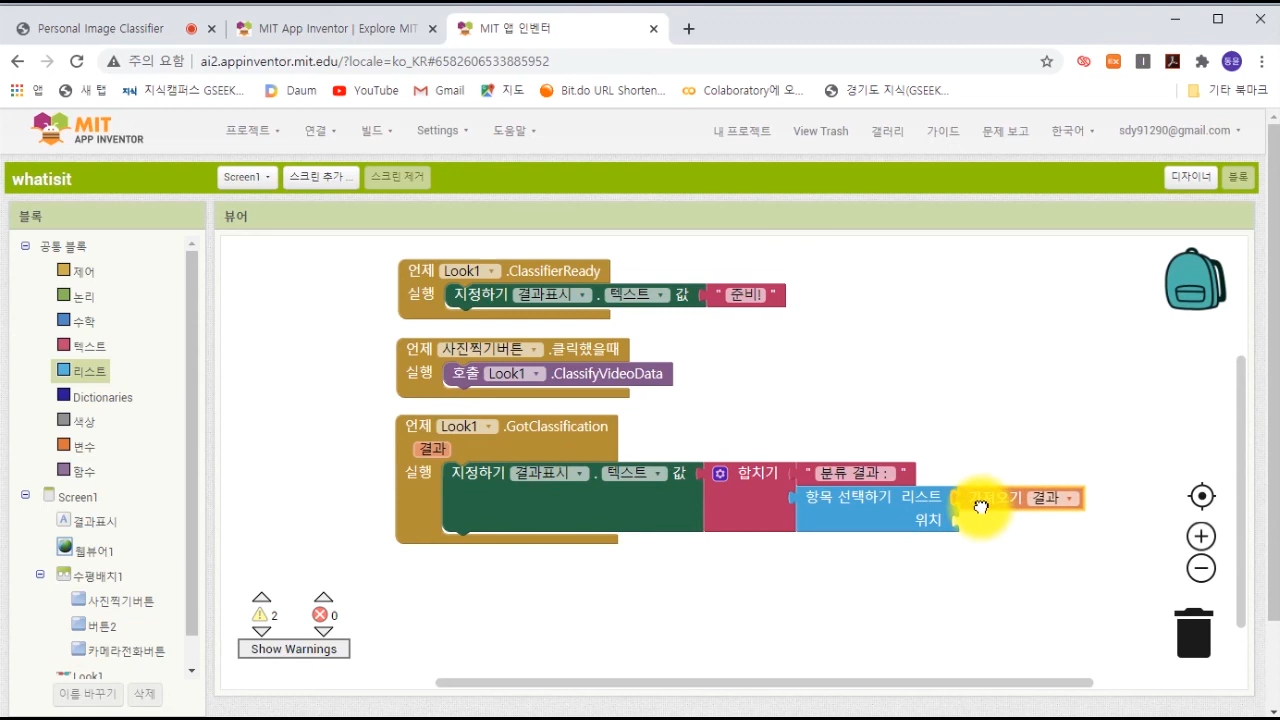 Personal Image Classifier
MIT App Inventor | Explore MIT
MIT 앱 인벤터
주의 요함
ai2.appinventor.mit.edu/?locale=ko_KR#6582816533885952
앱
새 탭
지식
지식캠퍼스 GSEEK...
Daum
YouTube
Gmail
지도
Bit.do URL Shorten...
Colaboratory에 오...
경기도 지식(GSEEK...
기타 북마크
MIT
APP INVENTOR
프로젝트
연결
빌드
Settings
도움말
내 프로젝트
View Trash
갤러리
가이드
문제 보고
한국어
sdy91290@gmail.com
whatisit
Screen1
스크린 추가 ...
스크린 제거
디자이너
블록
블록
뷰어
공통 블록
제어
논리
수학
텍스트
리스트
Dictionaries
색상
변수
함수
Screen1
결과표시
웹뷰어1
수평배치1
사진찍기버튼
버튼2
카메라전화버튼
Look1
이름 바꾸기
삭제
언제 Look1 .ClassifierReady
실행 지정하기 결과표시 . 텍스트 값 " 준비! "
언제 사진찍기버튼 .클릭했을때
실행 호출 Look1 .ClassifyVideoData
언제 Look1 .GotClassification
결과
실행 지정하기 결과표시 . 텍스트 값 합치기 " 분류 결과 : "
항목 선택하기 리스트 가져오기 결과
위치
2
0
Show Warnings